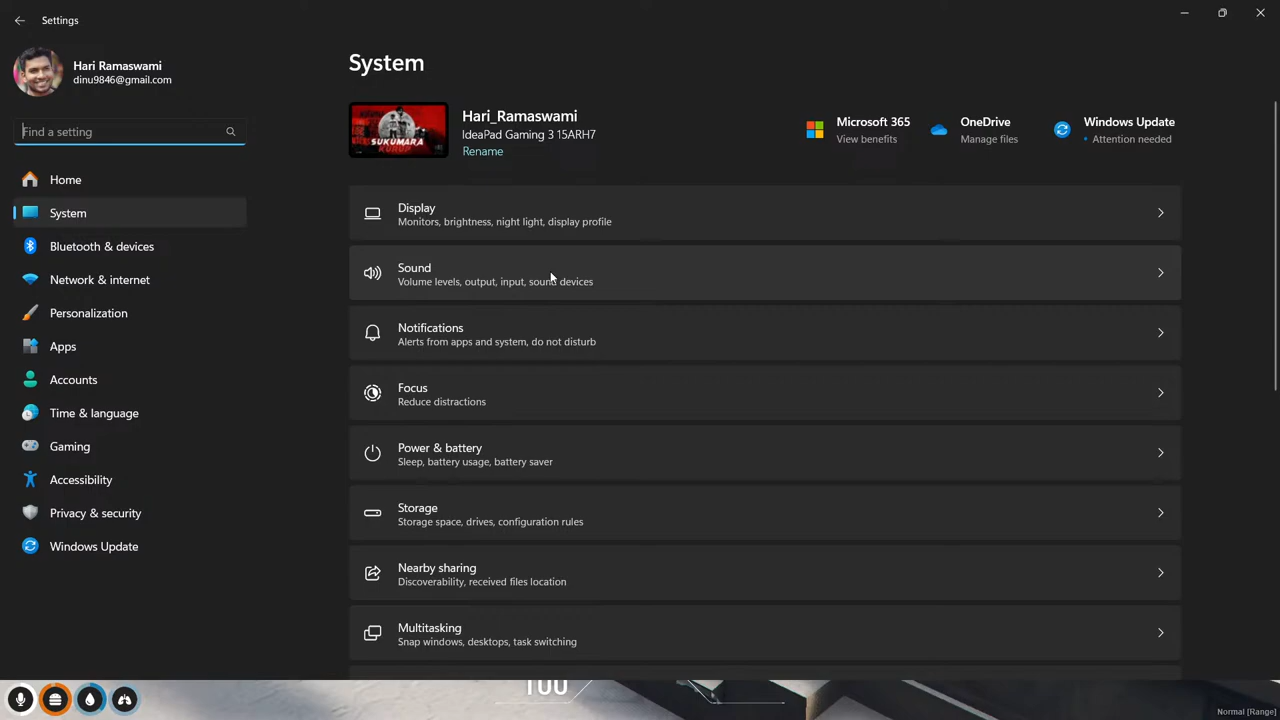 Settings
Hari Ramaswami
dinu9846@gmail.com
Find a setting
Home
System
Bluetooth & devices
Network & internet
Personalization
Apps
Accounts
Time & language
Gaming
Accessibility
Privacy & security
Windows Update
System
SUKUMARA
KURUP
Hari_Ramaswami
IdeaPad Gaming 3 15ARH7
Rename
Microsoft 365
View benefits
OneDrive
Manage files
Windows Update
Attention needed
Display
Monitors, brightness, night light, display profile
Sound
Volume levels, output, input, sound devices
Notifications
Alerts from apps and system, do not disturb
Focus
Reduce distractions
Power & battery
Sleep, battery usage, battery saver
Storage
Storage space, drives, configuration rules
Nearby sharing
Discoverability, received files location
Multitasking
Snap windows, desktops, task switching
100
Normal [Range]